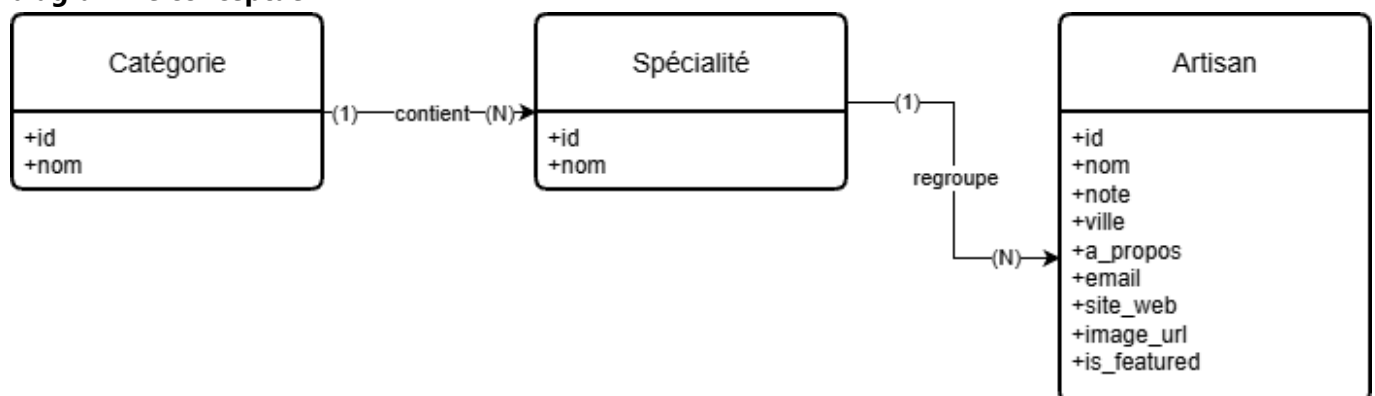 Catégorie
+id
+nom
(1) contient (N)
Spécialité
+id
+nom
(1)
regroupe
(N)
Artisan
+id
+nom
+note
+ville
+a_propos
+email
+site_web
+image_url
+is_featured